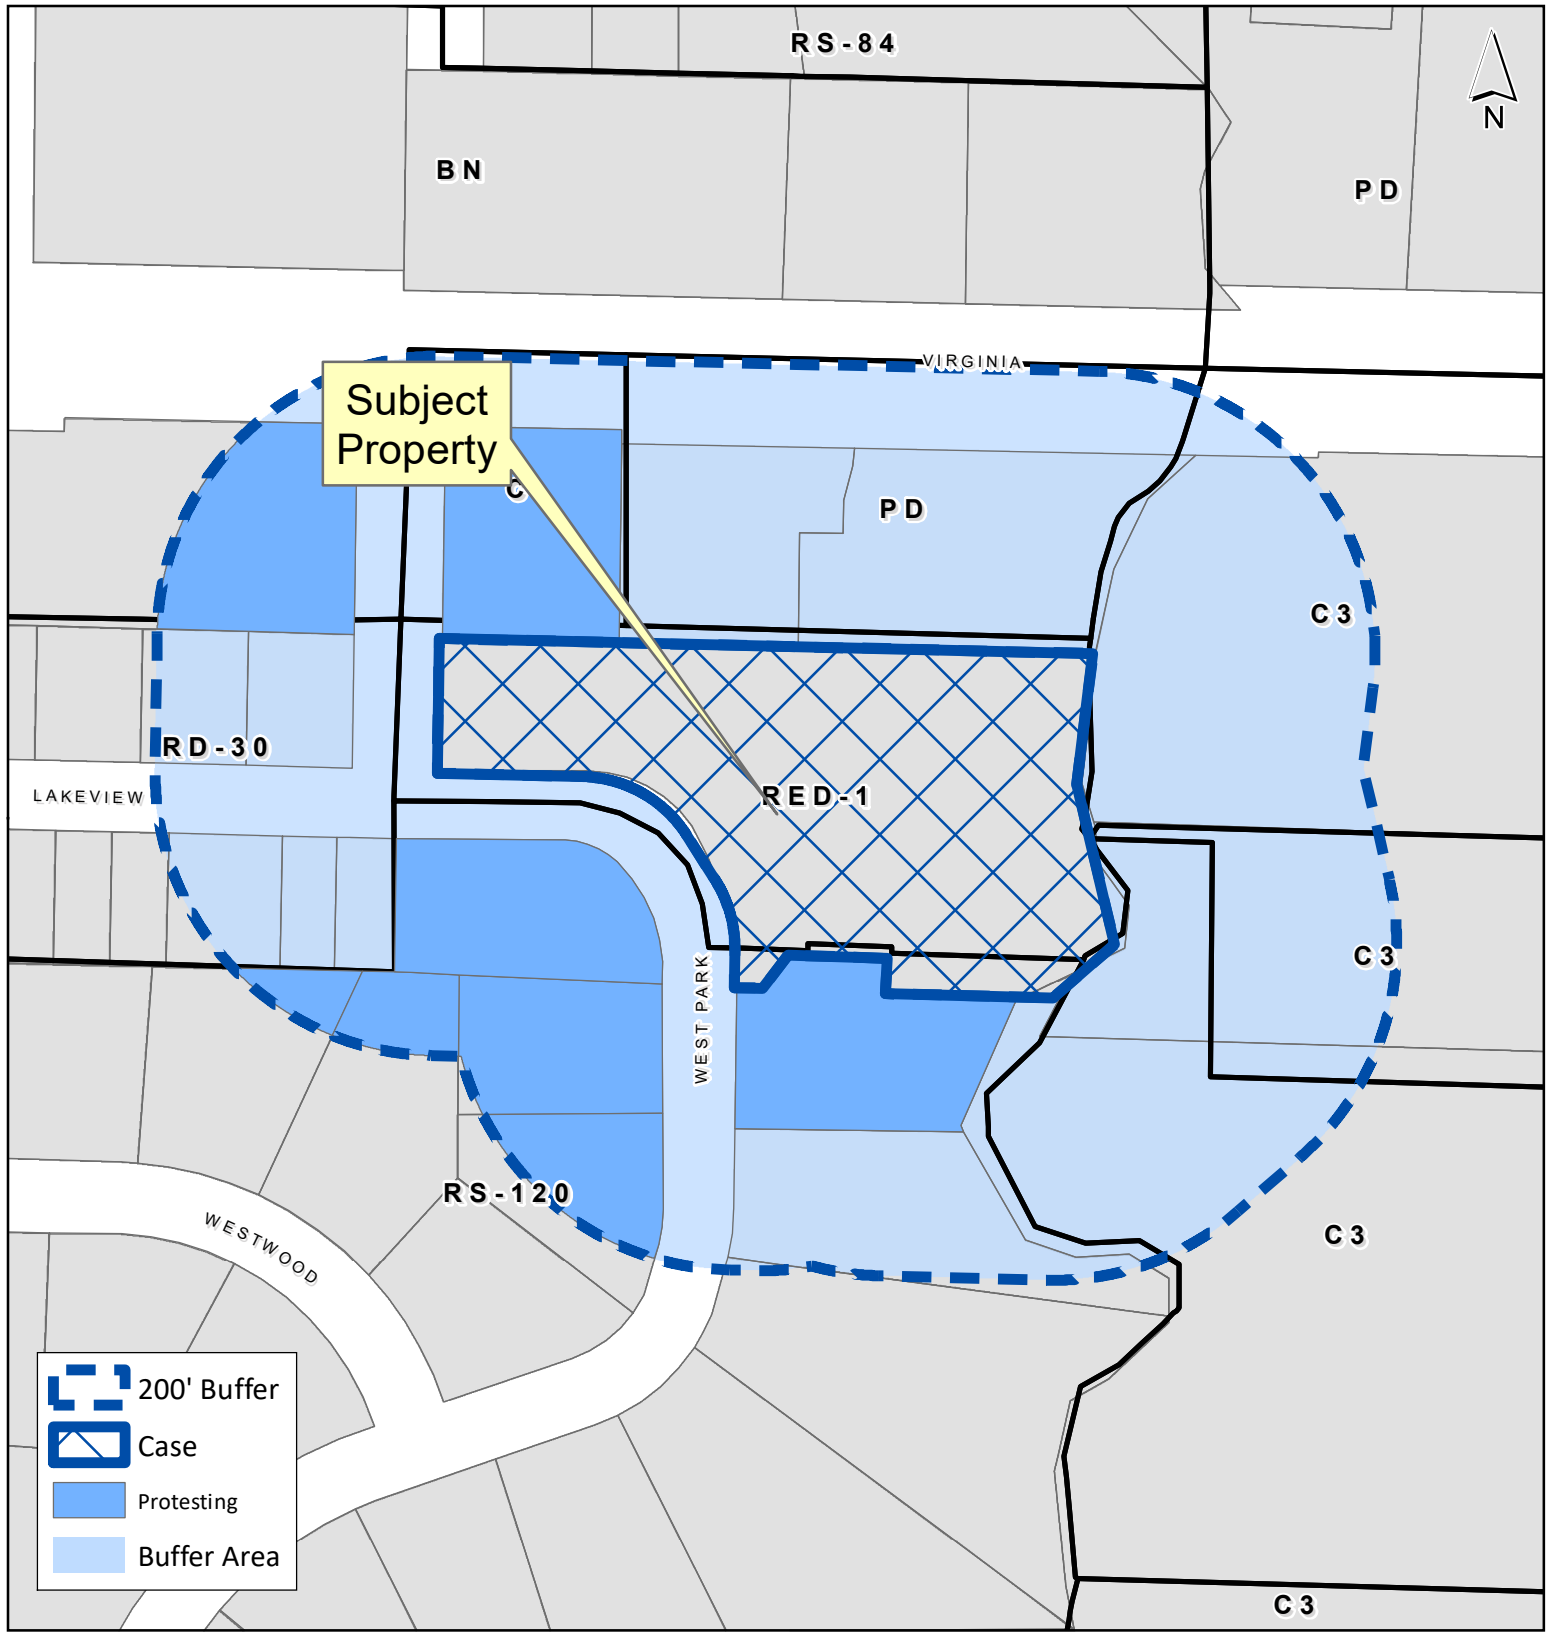 RS-84
N
BN
PD
VIRGINIA
Subject
Property
C
PD
C3
RD-30
LAKEVIEW
RED-1
C3
WEST PARK
RS-120
WESTWOOD
C3
200' Buffer
Case
Protesting
Buffer Area
C3